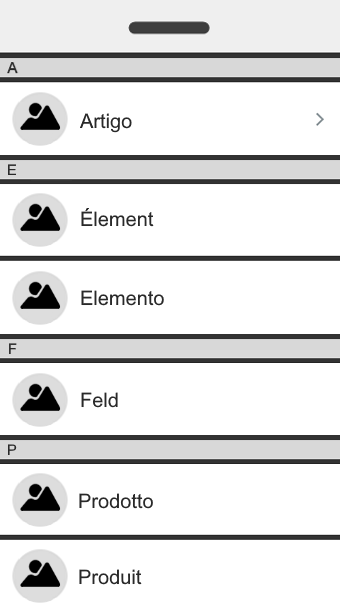 A
Artigo
E
Élement
Elemento
F
Feld
P
Prodotto
Produit